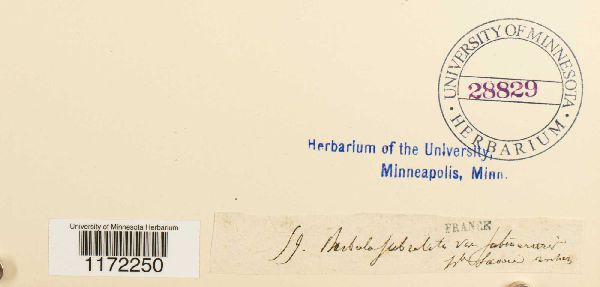 UNIVERSITY OF MINNESOTA
28829
· HERBARIUM ·
Herbarium of the University,
Minneapolis, Minn.
FRANCE
University of Minnesota Herbarium
1172250